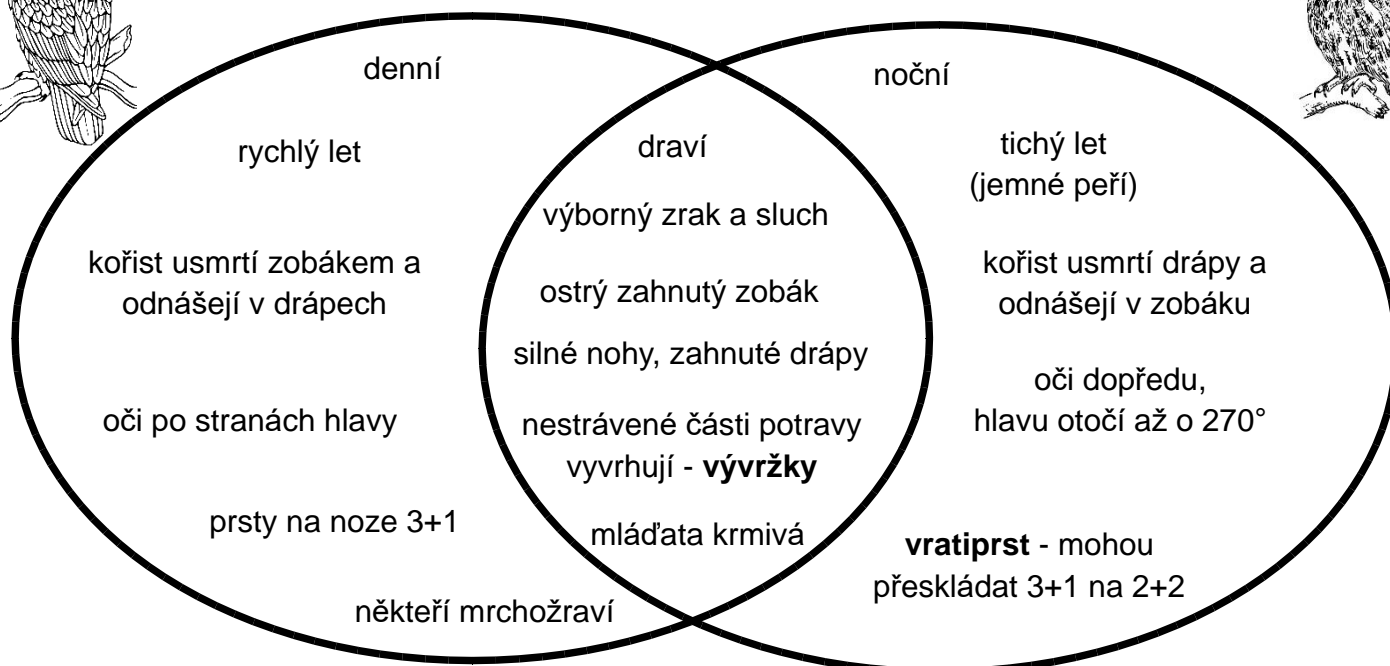 denní
rychlý let
kořist usmrtí zobákem a
odnášejí v drápech
oči po stranách hlavy
prsty na noze 3+1
někteří mrchožraví
draví
výborný zrak a sluch
ostrý zahnutý zobák
silné nohy, zahnuté drápy
nestrávené části potravy
vyvrhují - vývržky
mláďata krmivá
noční
tichý let
(jemné peří)
kořist usmrtí drápy a
odnášejí v zobáku
oči dopředu,
hlavu otočí až o 270°
vratiprst - mohou
přeskládat 3+1 na 2+2